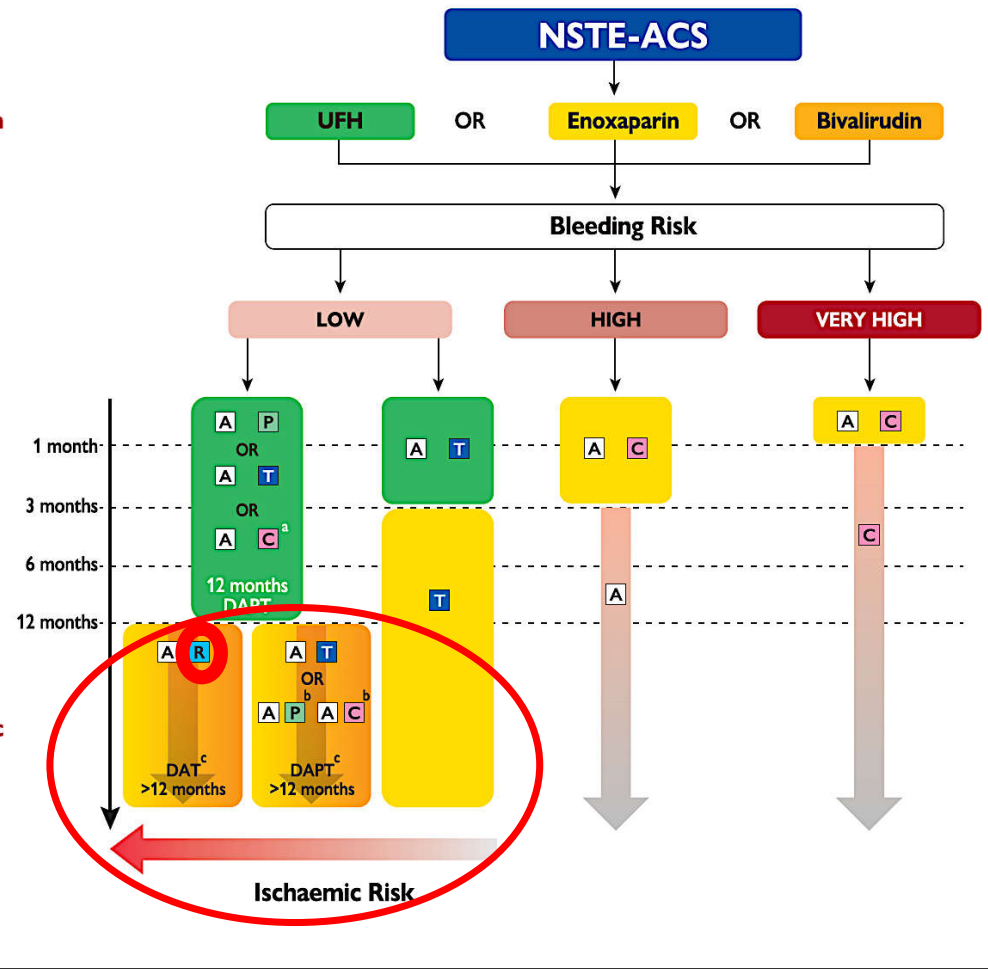 NSTE-ACS
UFH OR Enoxaparin OR Bivalirudin
Bleeding Risk
LOW HIGH VERY HIGH
A P
OR
A T
OR
A C a
12 months
DAPT
A T
T
A C
A
A C
C
1 month
3 months
6 months
12 months
A R
DAT c
>12 months
A T
OR
A P b A C b
DAPT c
>12 months
Ischaemic Risk